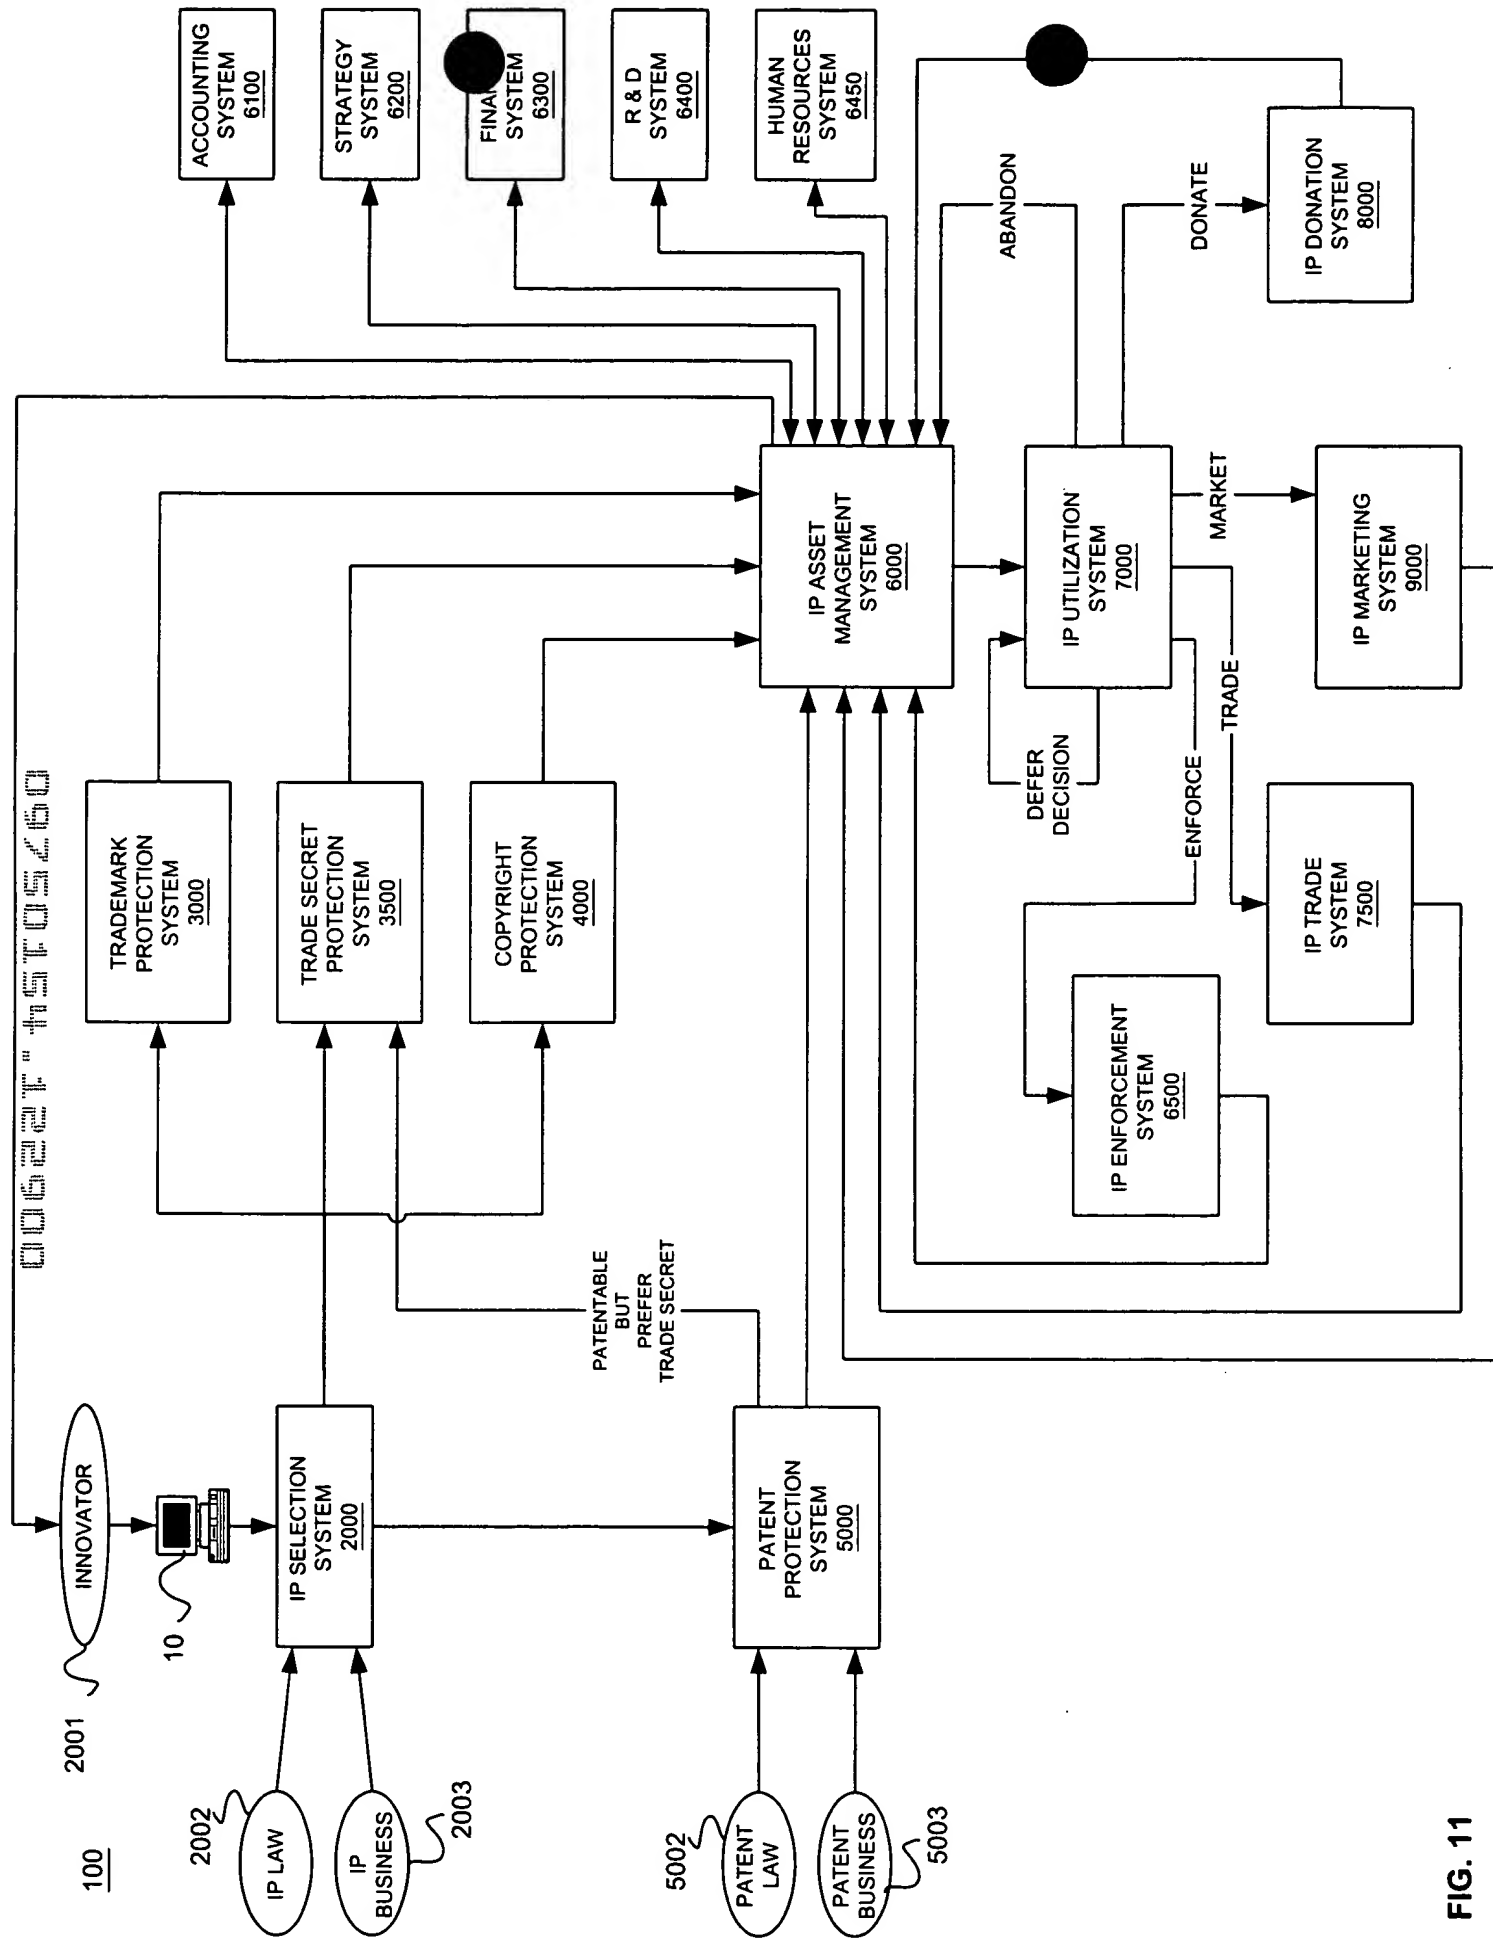 09750154.122900
100
2001
INNOVATOR
10
2002
IP LAW
IP
BUSINESS
2003
IP SELECTION
SYSTEM
2000
5002
PATENT
LAW
PATENT
BUSINESS
5003
PATENT
PROTECTION
SYSTEM
5000
PATENTABLE
BUT
PREFER
TRADE SECRET
TRADEMARK
PROTECTION
SYSTEM
3000
TRADE SECRET
PROTECTION
SYSTEM
3500
COPYRIGHT
PROTECTION
SYSTEM
4000
ACCOUNTING
SYSTEM
6100
STRATEGY
SYSTEM
6200
SYSTEM
6300
R & D
SYSTEM
6400
HUMAN
RESOURCES
SYSTEM
6450
IP ASSET
MANAGEMENT
SYSTEM
6000
IP UTILIZATION
SYSTEM
7000
DEFER
DECISION
ENFORCE
TRADE
MARKET
ABANDON
DONATE
IP ENFORCEMENT
SYSTEM
6500
IP TRADE
SYSTEM
7500
IP MARKETING
SYSTEM
9000
IP DONATION
SYSTEM
8000
FIG. 11